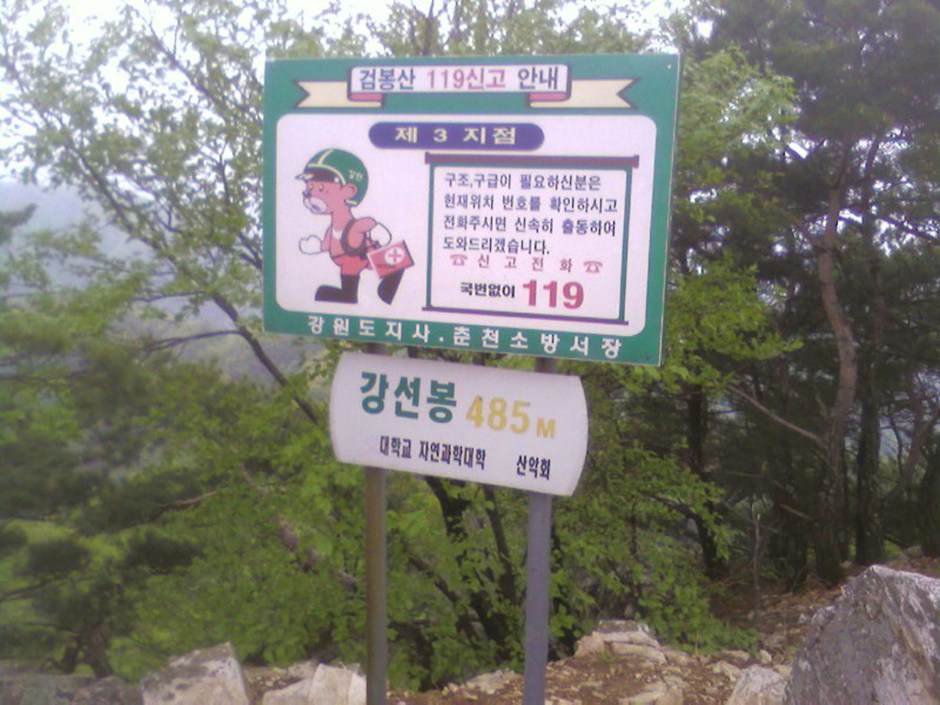 검봉산 119신고 안내
제 3 지점
강원
구조,구급이 필요하신분은
현재위치 번호를 확인하시고
전화주시면 신속히 출동하여
도와드리겠습니다.
☎ 신 고 전 화 ☎
국번없이 119
강원도지사·춘천소방서장
강선봉 485M
대학교 자연과학대학 산악회